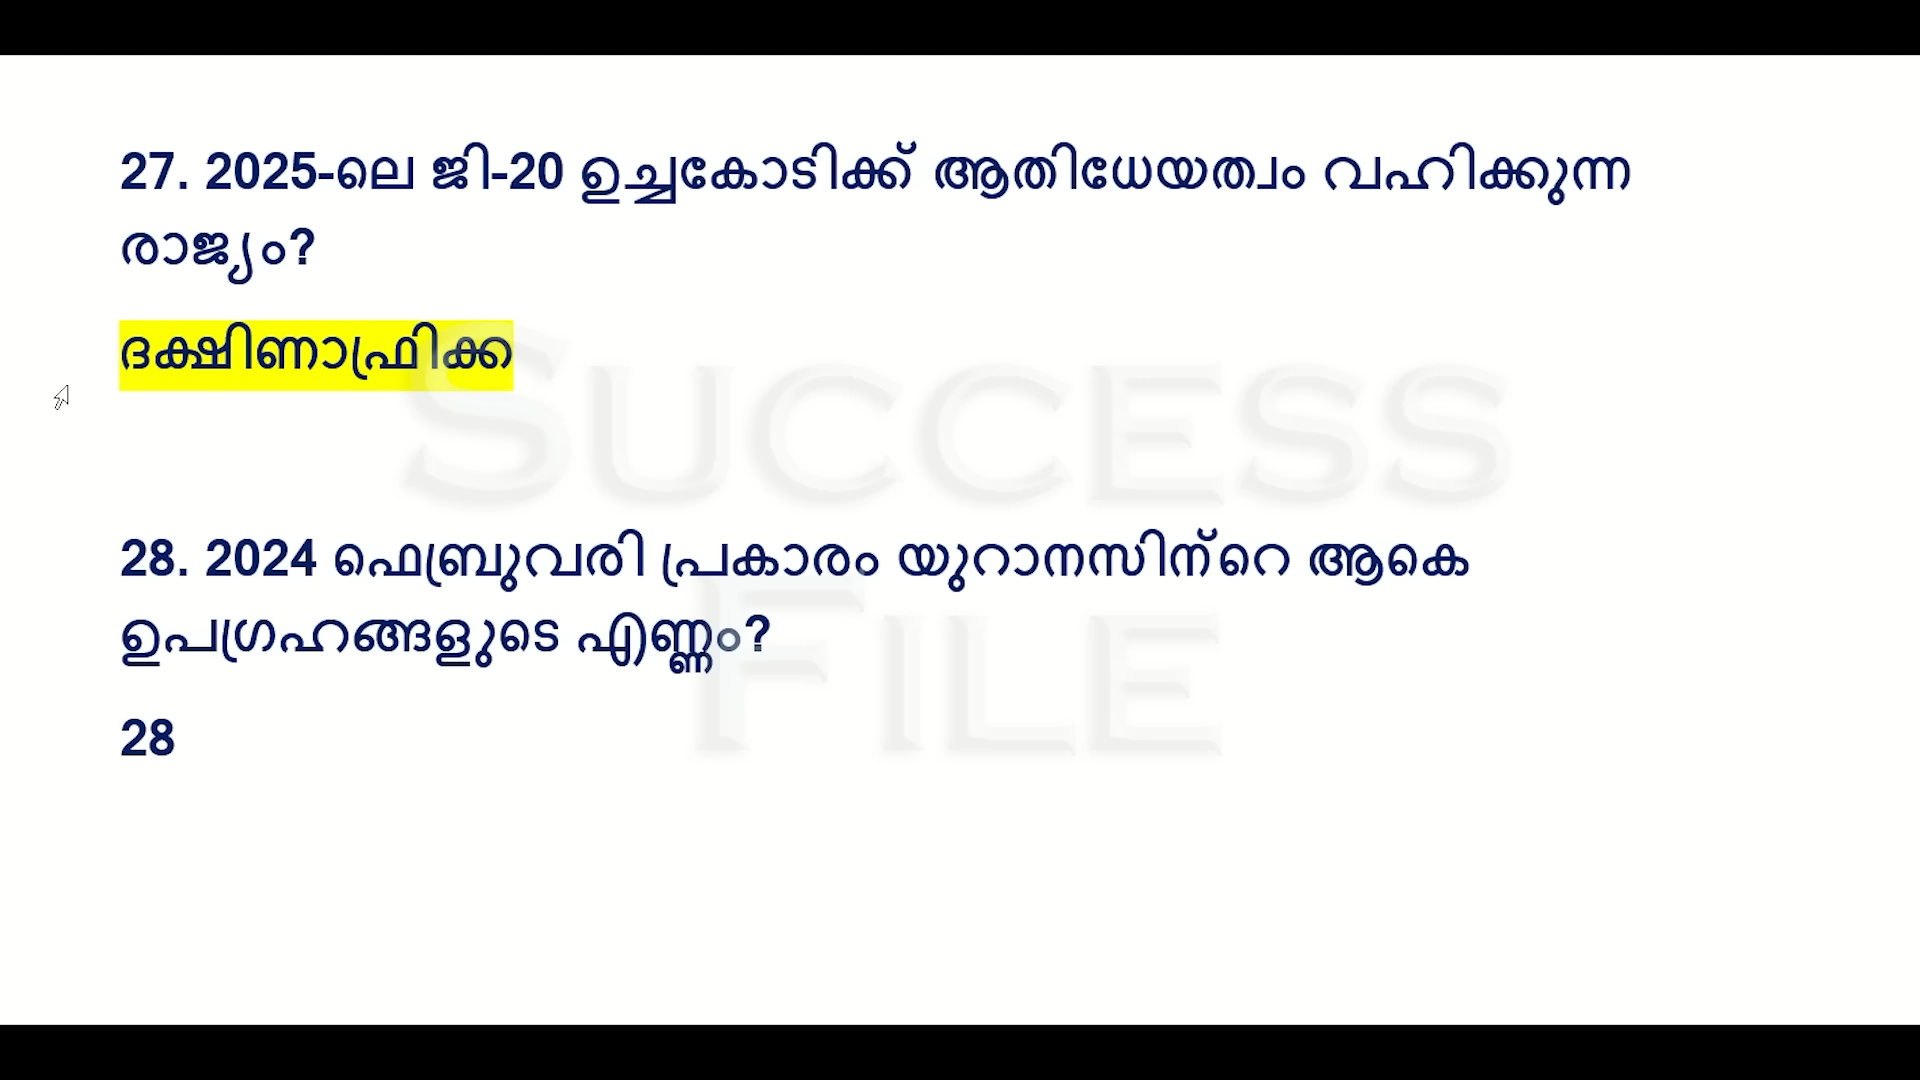 27. 2025-ലെ ജി-20 ഉച്ചകോടിക്ക് ആതിഥേയത്വം വഹിക്കുന്ന
രാജ്യം?
ദക്ഷിണാഫ്രിക്ക
SUCCESS
FILE
28. 2024 ഫെബ്രുവരി പ്രകാരം യുറാനസിന്റെ ആകെ
ഉപഗ്രഹങ്ങളുടെ എണ്ണം?
28